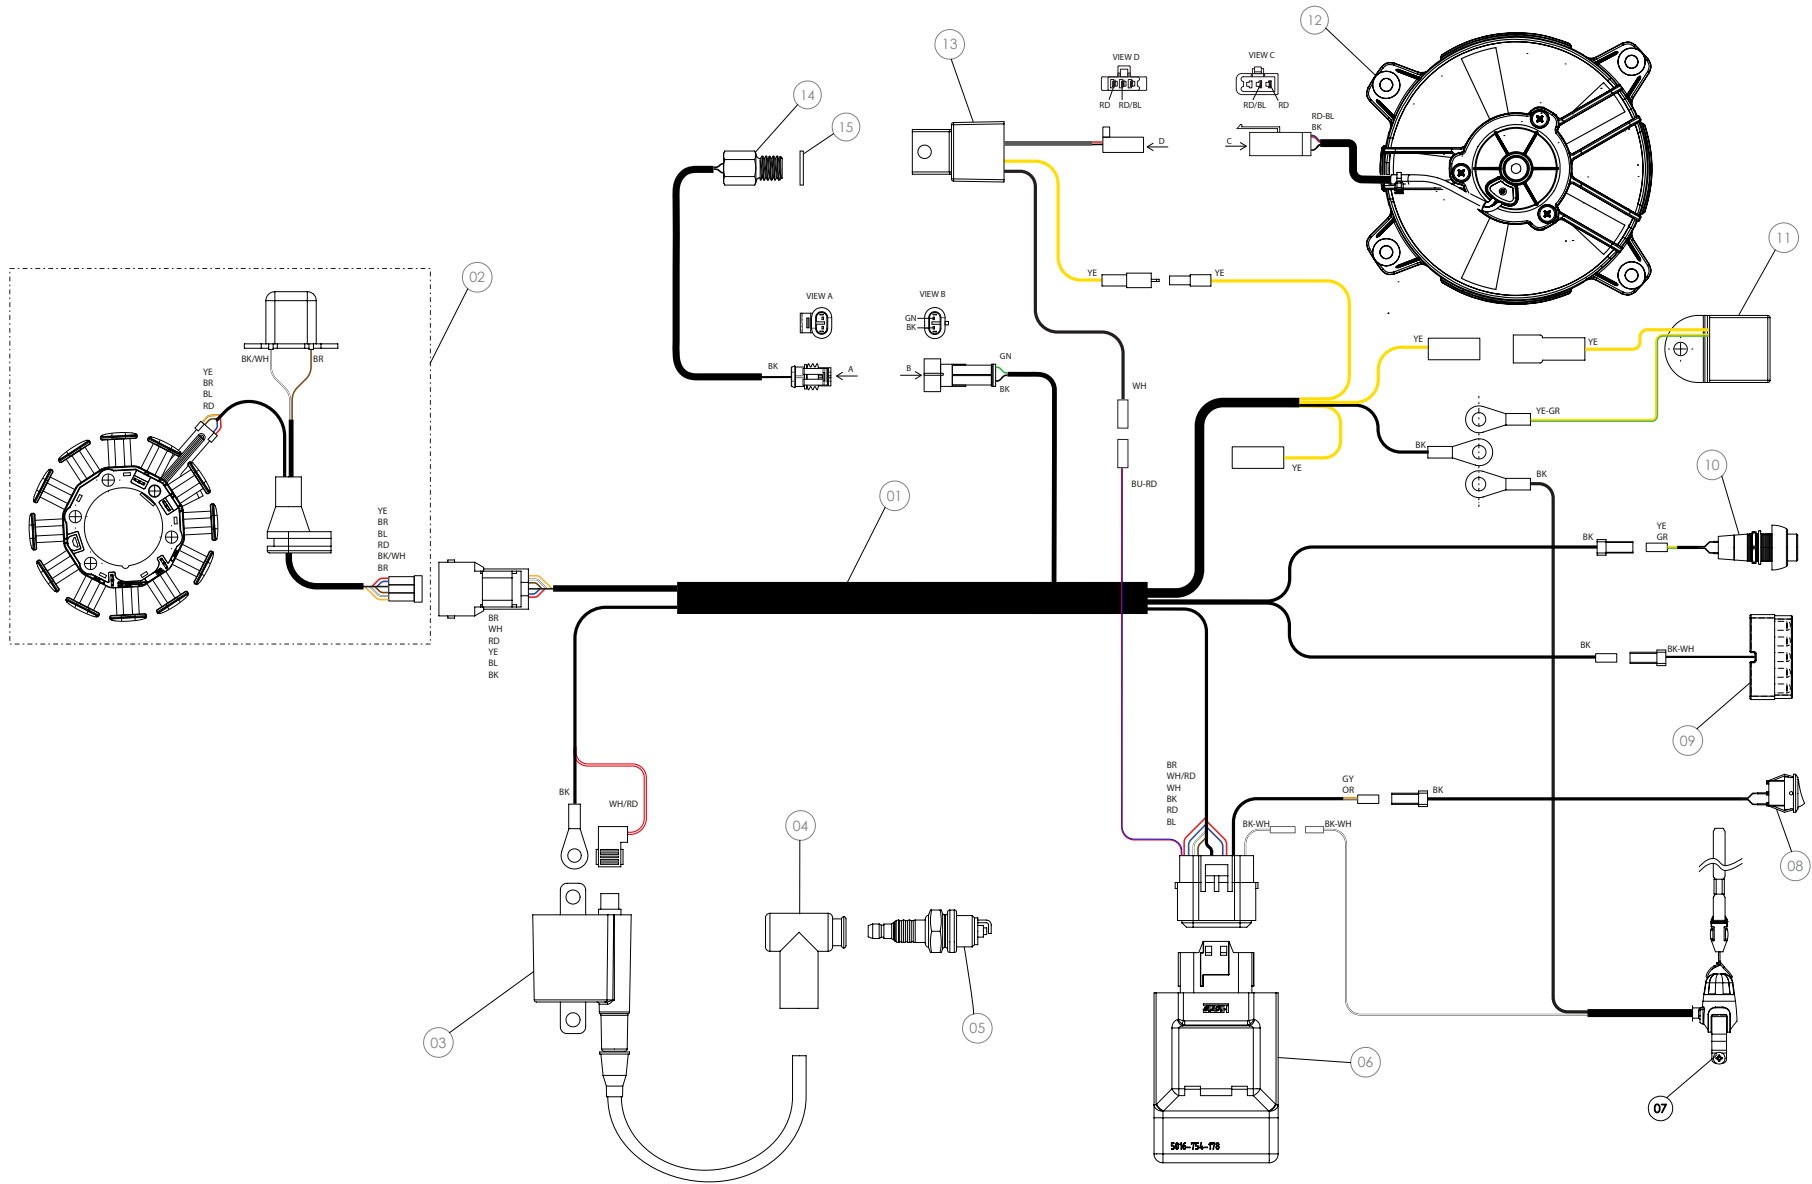 12
13
VIEW D
RD RD/BL
VIEW C
RD/BL RD
RD-BL
BK
D
C
14
15
11
02
VIEW A
VIEW B
GN
BK
YE
YE
BK/WH
BR
YE
BR
BL
RD
BK
A
B
GN
BK
WH
YE
YE
YE-GR
BK
YE
BK
BU-RD
10
01
YE
BR
BL
RD
BK/WH
BR
BK
YE
GR
BR
WH
RD
YE
BL
BK
BK
BK-WH
09
BK
WH/RD
04
BR
WH/RD
WH
BK
RD
BL
BK-WH
BK-WH
GY
OR
BK
08
03
05
06
07
5016-754-178